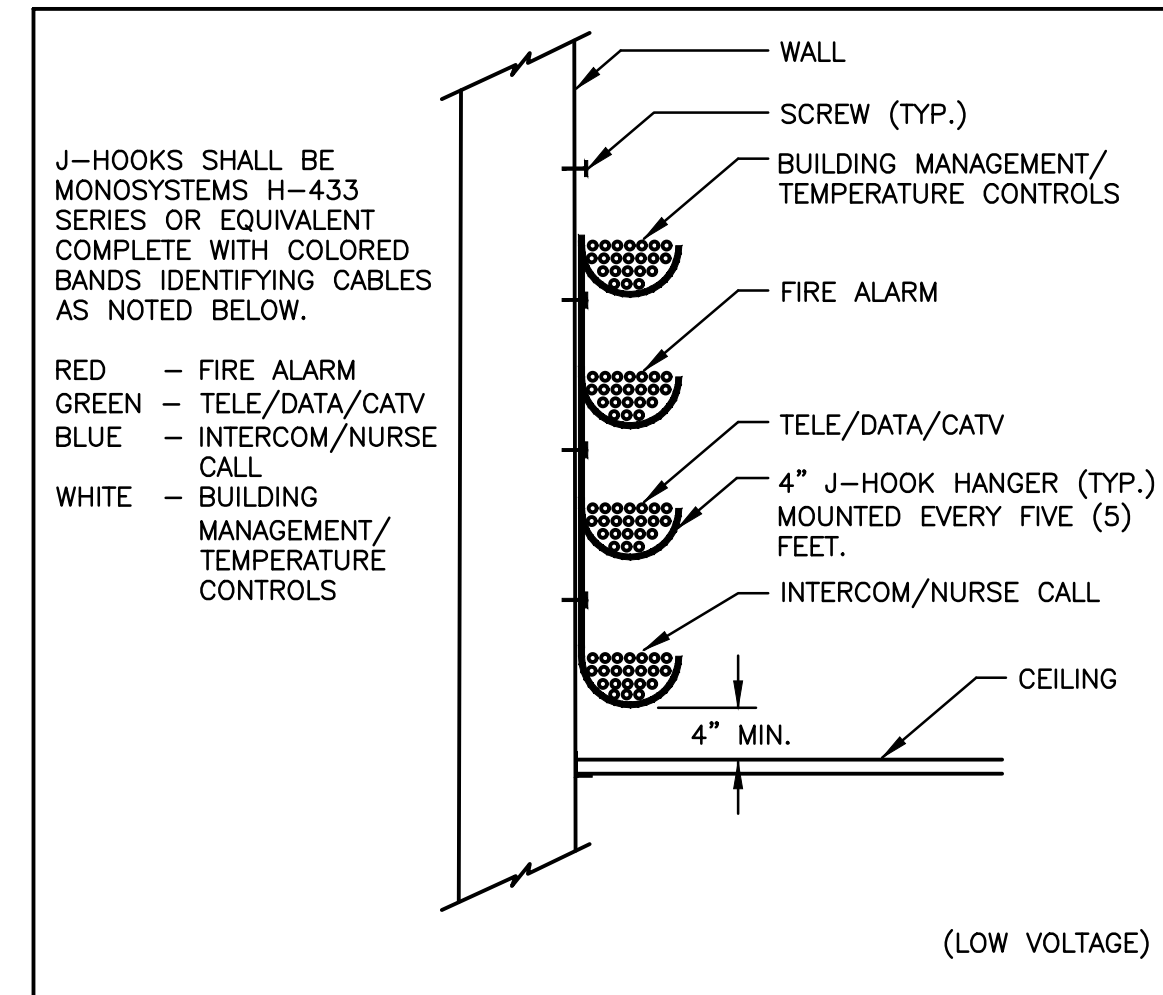 J-HOOKS SHALL BE
MONOSYSTEMS H-433
SERIES OR EQUIVALENT
COMPLETE WITH COLORED
BANDS IDENTIFYING CABLES
AS NOTED BELOW.
RED - FIRE ALARM
GREEN - TELE/DATA/CATV
BLUE - INTERCOM/NURSE
CALL
WHITE - BUILDING
MANAGEMENT/
TEMPERATURE
CONTROLS
WALL
SCREW (TYP.)
BUILDING MANAGEMENT/
TEMPERATURE CONTROLS
FIRE ALARM
TELE/DATA/CATV
4" J-HOOK HANGER (TYP.)
MOUNTED EVERY FIVE (5)
FEET.
INTERCOM/NURSE CALL
CEILING
4" MIN.
(LOW VOLTAGE)